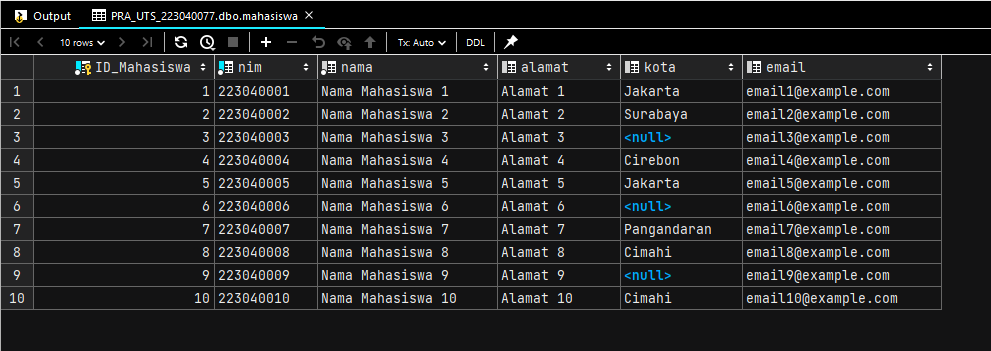 Output PRA_UTS_223040077.dbo.mahasiswa
10 rows Tx: Auto DDL
ID_Mahasiswa nim nama alamat kota email
1 1 223040001 Nama Mahasiswa 1 Alamat 1 Jakarta email1@example.com
2 2 223040002 Nama Mahasiswa 2 Alamat 2 Surabaya email2@example.com
3 3 223040003 Nama Mahasiswa 3 Alamat 3 <null> email3@example.com
4 4 223040004 Nama Mahasiswa 4 Alamat 4 Cirebon email4@example.com
5 5 223040005 Nama Mahasiswa 5 Alamat 5 Jakarta email5@example.com
6 6 223040006 Nama Mahasiswa 6 Alamat 6 <null> email6@example.com
7 7 223040007 Nama Mahasiswa 7 Alamat 7 Pangandaran email7@example.com
8 8 223040008 Nama Mahasiswa 8 Alamat 8 Cimahi email8@example.com
9 9 223040009 Nama Mahasiswa 9 Alamat 9 <null> email9@example.com
10 10 223040010 Nama Mahasiswa 10 Alamat 10 Cimahi email10@example.com